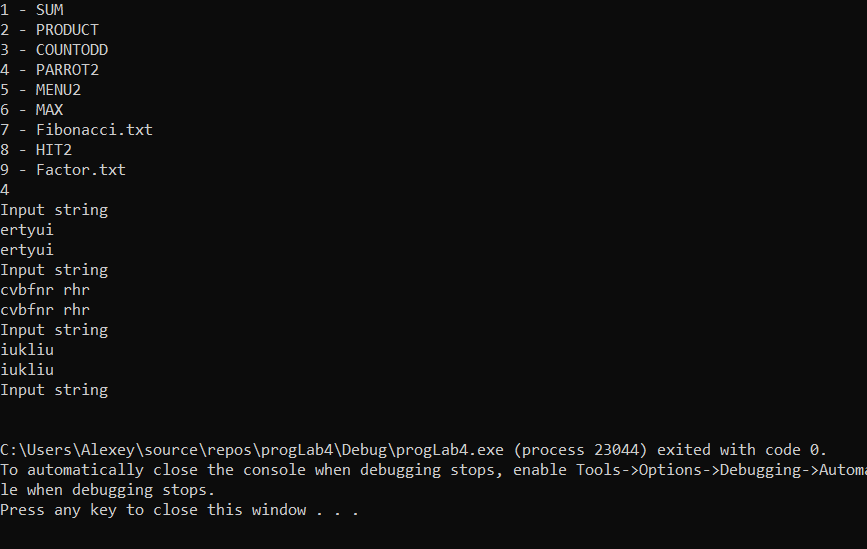 1 - SUM
2 - PRODUCT
3 - COUNTODD
4 - PARROT2
5 - MENU2
6 - MAX
7 - Fibonacci.txt
8 - HIT2
9 - Factor.txt
4
Input string
ertyui
ertyui
Input string
cvbfnr rhr
cvbfnr rhr
Input string
iukliu
iukliu
Input string
C:\Users\Alexey\source\repos\progLab4\Debug\progLab4.exe (process 23044) exited with code 0.
To automatically close the console when debugging stops, enable Tools->Options->Debugging->Automa
le when debugging stops.
Press any key to close this window . . .